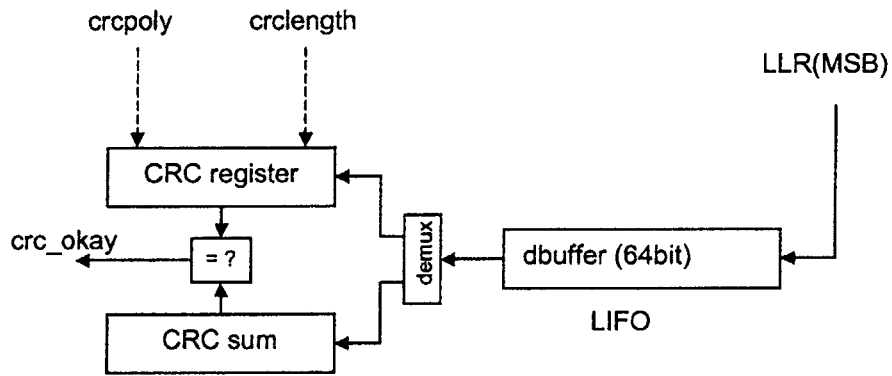 crcpoly
crclength
LLR(MSB)
CRC register
crc_okay
= ?
demux
dbuffer (64bit)
LIFO
CRC sum